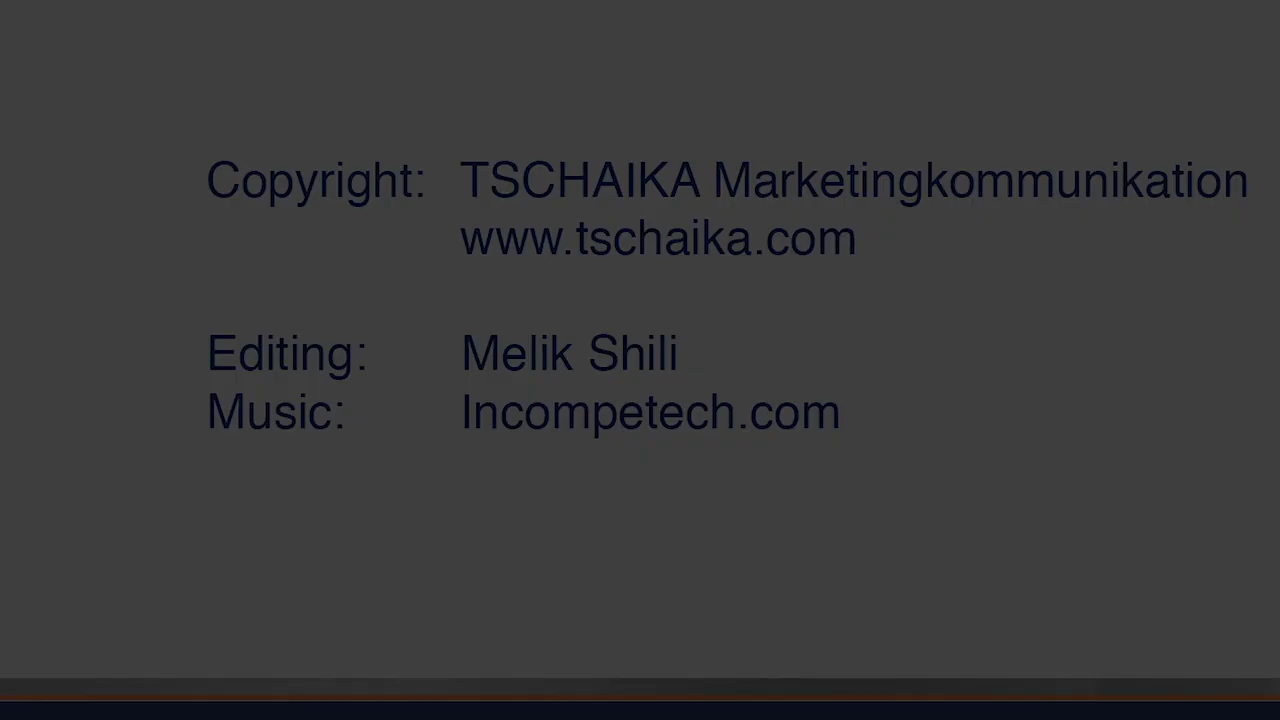 Copyright: TSCHAIKA Marketingkommunikation
www.tschaika.com
Editing: Melik Shili
Music: Incompetech.com